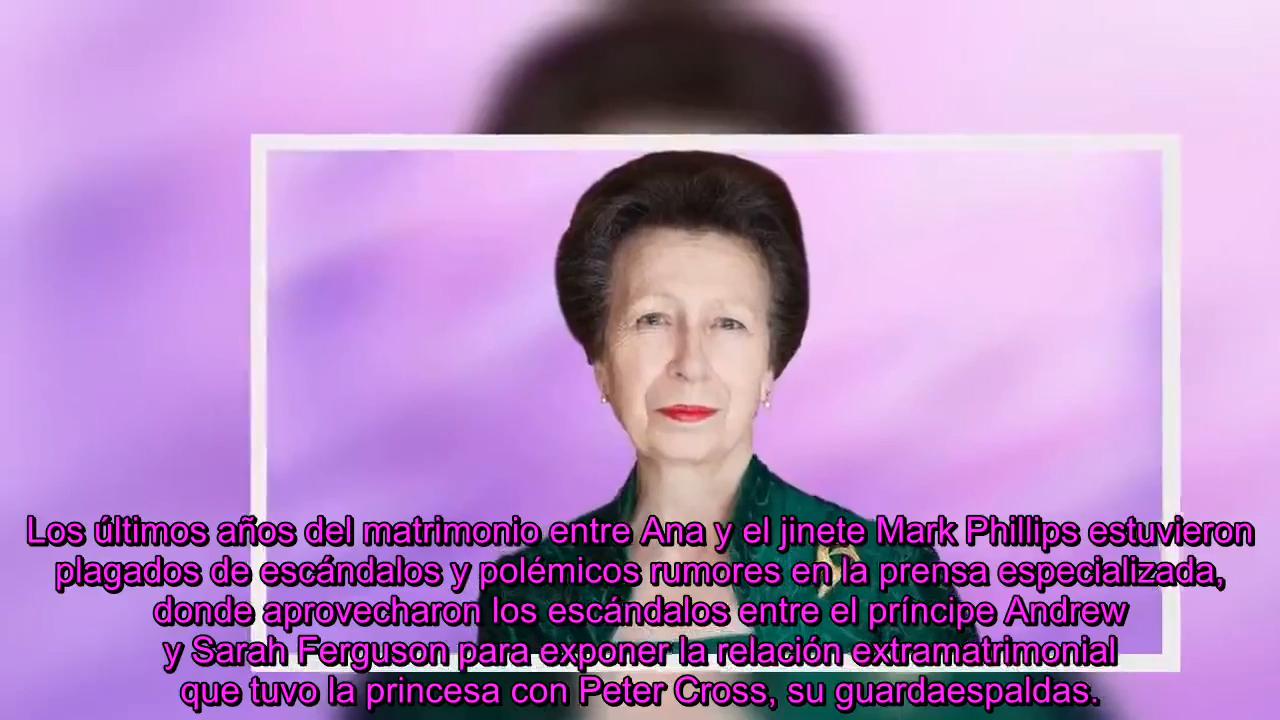 Los últimos años del matrimonio entre Ana y el jinete Mark Phillips estuvieron
plagados de escándalos y polémicos rumores en la prensa especializada,
donde aprovecharon los escándalos entre el príncipe Andrew
y Sarah Ferguson para exponer la relación extramatrimonial
que tuvo la princesa con Peter Cross, su guardaespaldas.